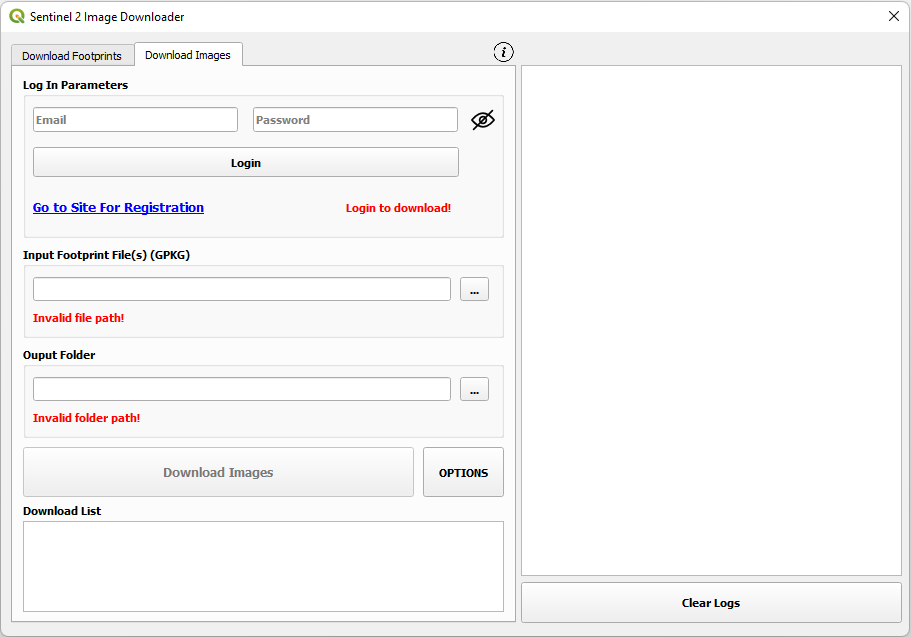 Sentinel 2 Image Downloader
Download Footprints
Download Images
i
Log In Parameters
Email
Password
Login
Go to Site For Registration
Login to download!
Input Footprint File(s) (GPKG)
...
Invalid file path!
Ouput Folder
...
Invalid folder path!
Download Images
OPTIONS
Download List
Clear Logs